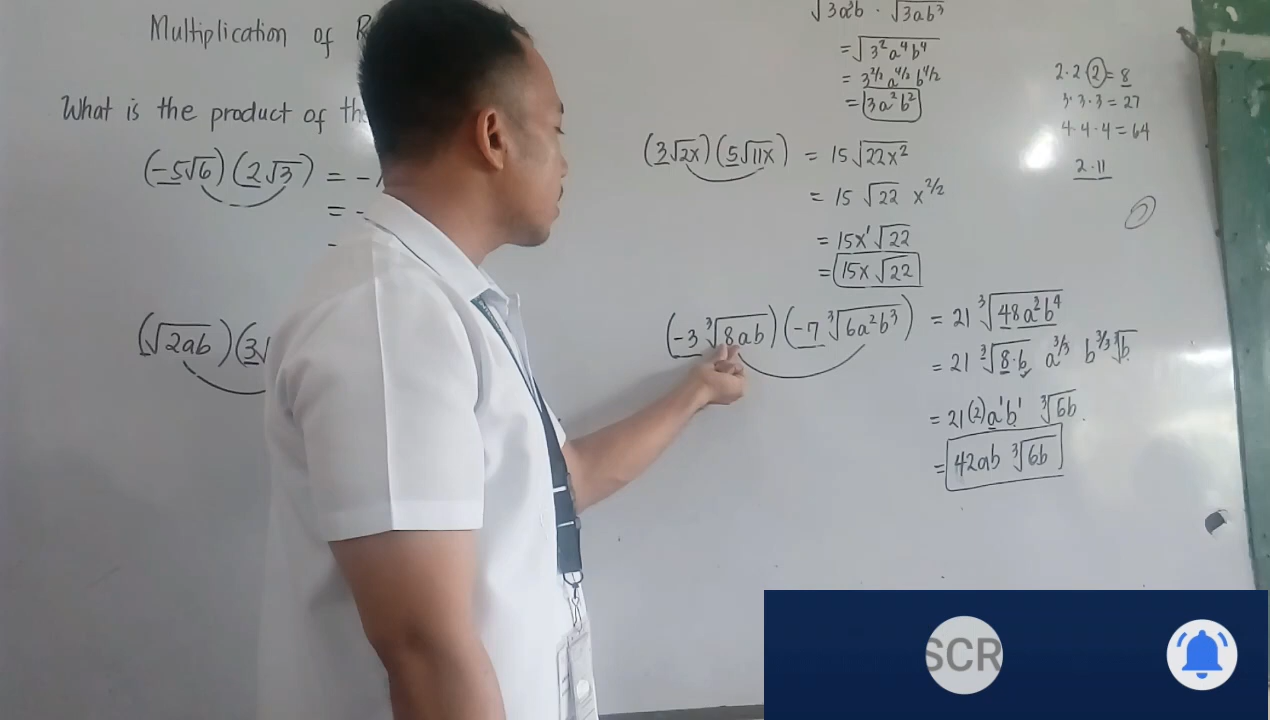 Multiplication of R
What is the product of the
(-5√6)(2√3) = -
= -
-
(√2ab)(3√
√3a³b · √3ab³
= √3²a⁴b⁴
= 3^2/2 a^4/2 b^4/2
= 3a²b²
(3√2x)(5√11x) = 15√22x²
= 15 √22 x^2/2
= 15x¹√22
= 15x√22
2·2·2 = 8
3·3·3 = 27
4·4·4 = 64
2·11
(-3 ∛8ab)(-7 ∛6a²b³) = 21 ∛48a³b⁴
= 21 ∛8·6 a^3/3 b^3/3 ∛b
= 21(2)a¹b¹ ∛6b
= 42ab ∛6b
SCR